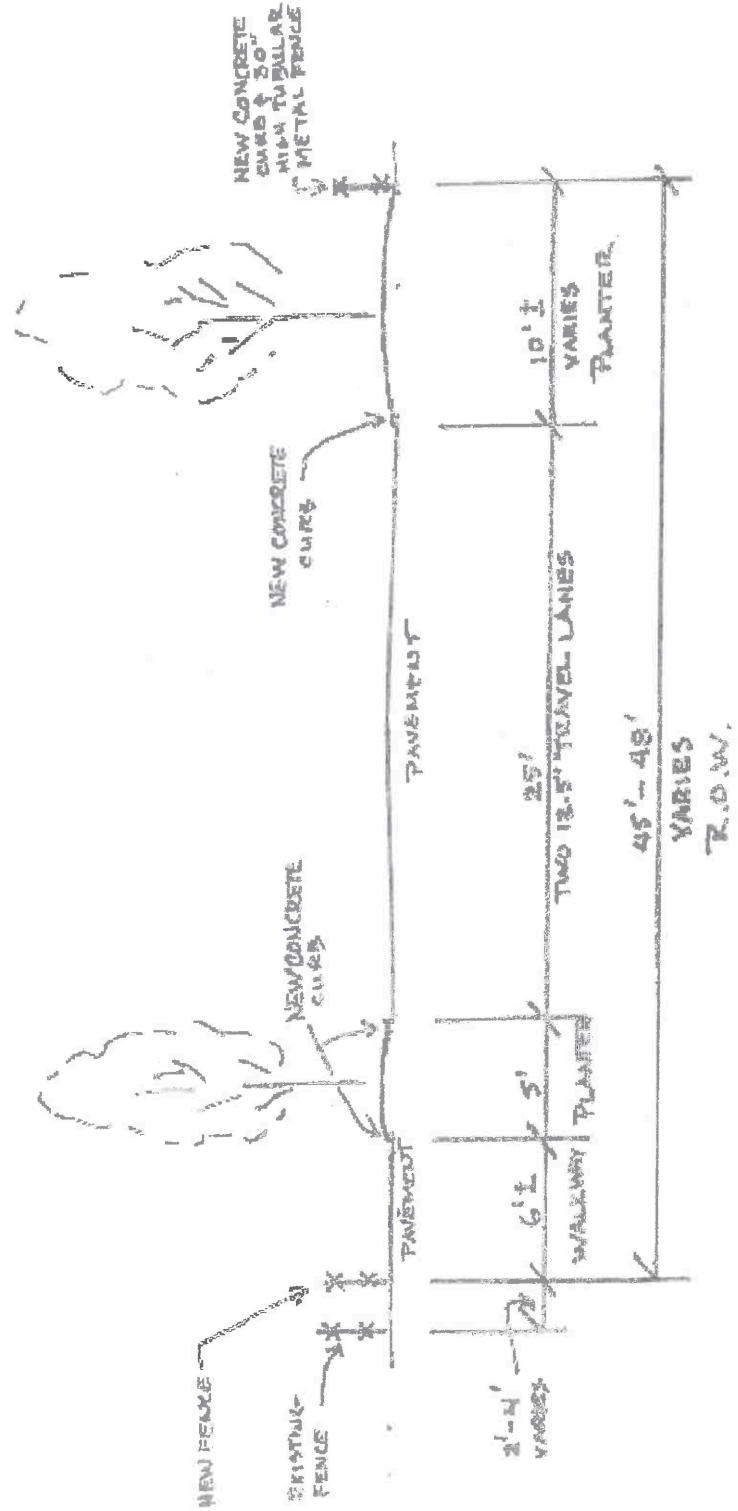 NEW FENCE
EXISTING
FENCE
NEW CONCRETE
CURB
NEW CONCRETE
CURB
NEW CONCRETE
CURB & 30"
HIGH TUBULAR
METAL FENCE
PAVEMENT
PAVEMENT
2'-4'
VARIES
6'±
WALKWAY
5'
PLANTER
25'
TWO 12.5' TRAVEL LANES
10'±
VARIES
PLANTER
45'-48'
VARIES
R.O.W.